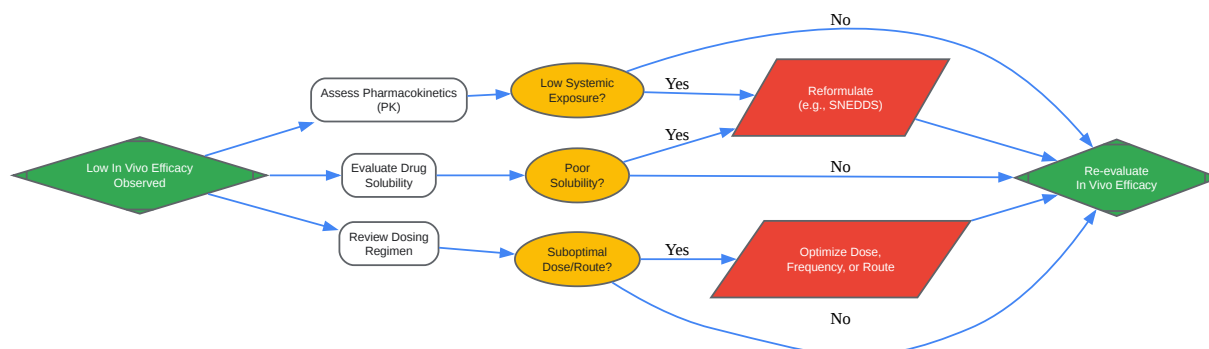 No
Low Systemic
Exposure?
Yes
Assess Pharmacokinetics
(PK)
Reformulate
(e.g., SNEDDS)
Yes
Low In Vivo Efficacy
Observed
Evaluate Drug
Solubility
Poor
Solubility?
No
Re-evaluate
In Vivo Efficacy
Review Dosing
Regimen
Suboptimal
Dose/Route?
Yes
Optimize Dose,
Frequency, or Route
No